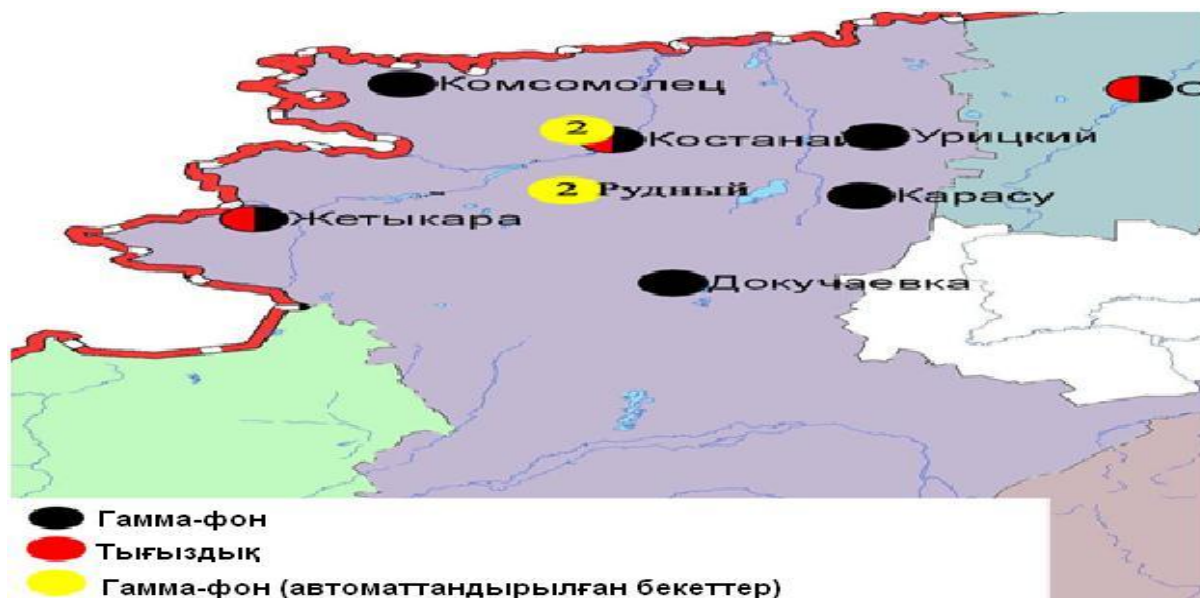 Комсомолец
2
Костанай
Урицкий
С
2 Рудный
Карасу
Жетыкара
Докучаевка
Гамма-фон
Тығыздық
Гамма-фон (автоматтандырылған бекеттер)